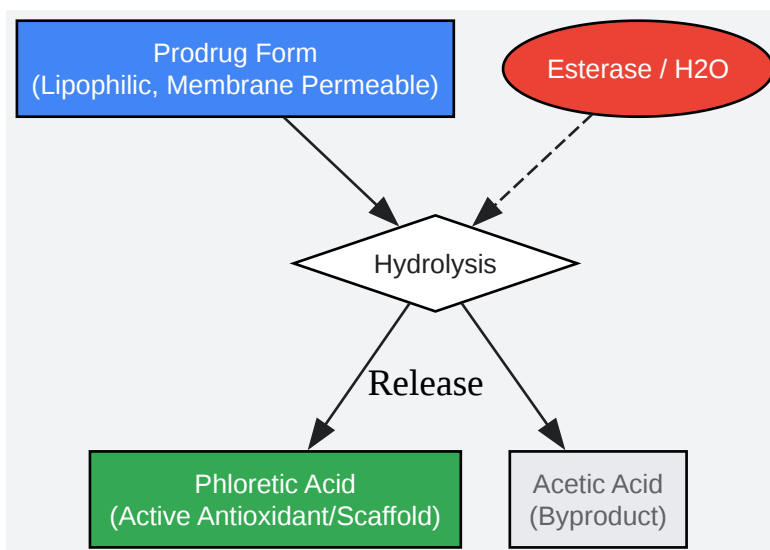 Prodrug Form
(Lipophilic, Membrane Permeable)
Esterase / H2O
Hydrolysis
Release
Phloretic Acid
(Active Antioxidant/Scaffold)
Acetic Acid
(Byproduct)